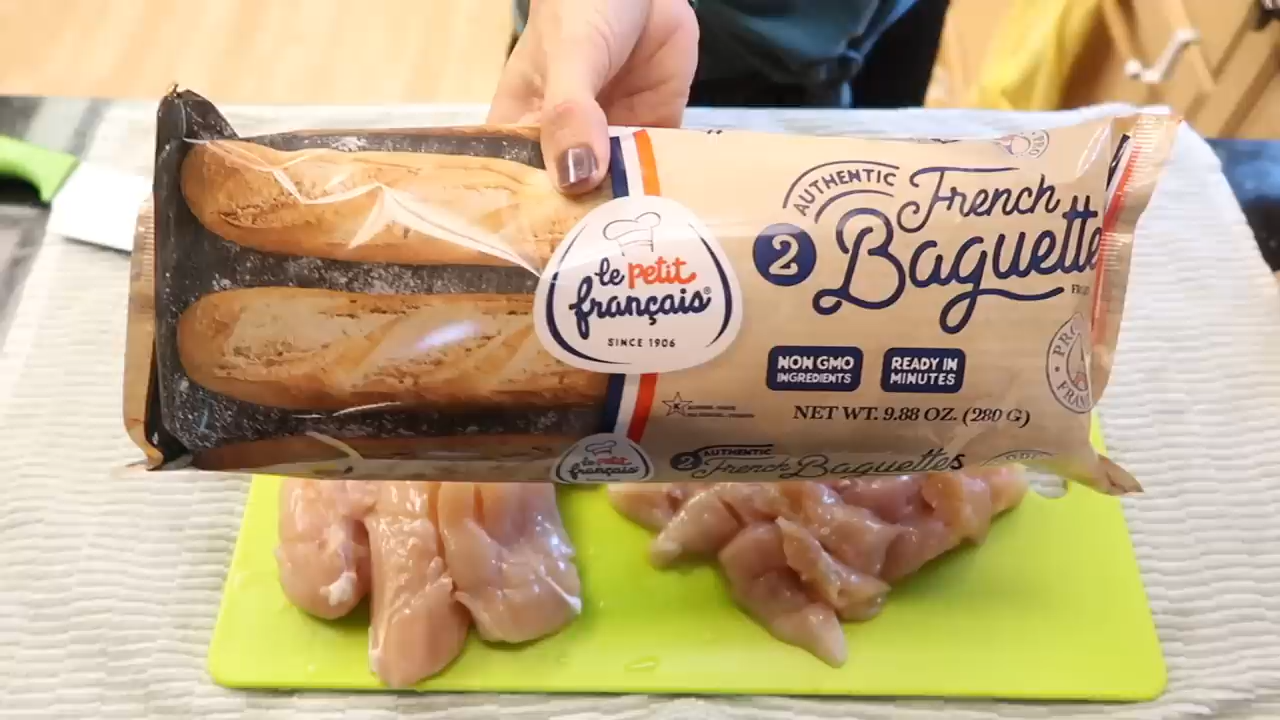 AUTHENTIC
French
2 Baguette
le petit
français®
SINCE 1906
NON GMO
INGREDIENTS
READY IN
MINUTES
NET WT. 9.88 OZ. (280 G)
K
le petit
français
2 AUTHENTIC
French Baguettes